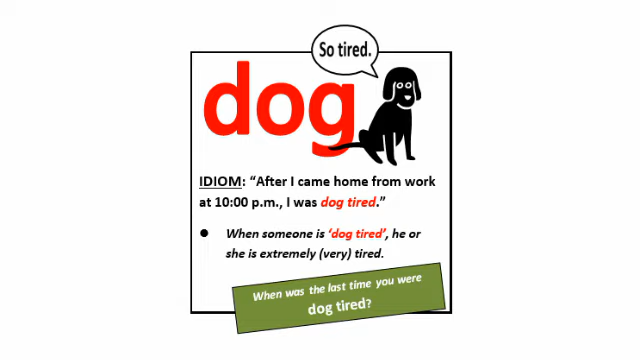 So tired.
dog
IDIOM: “After I came home from work
at 10:00 p.m., I was dog tired.”
● When someone is ‘dog tired’, he or
she is extremely (very) tired.
When was the last time you were
dog tired?